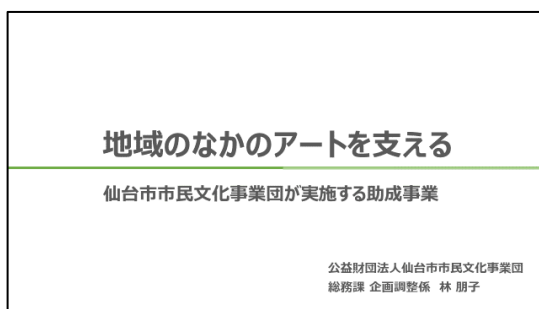 地域のなかのアートを支える
仙台市市民文化事業団が実施する助成事業
公益財団法人仙台市市民文化事業団
総務課 企画調整係 林 朋子